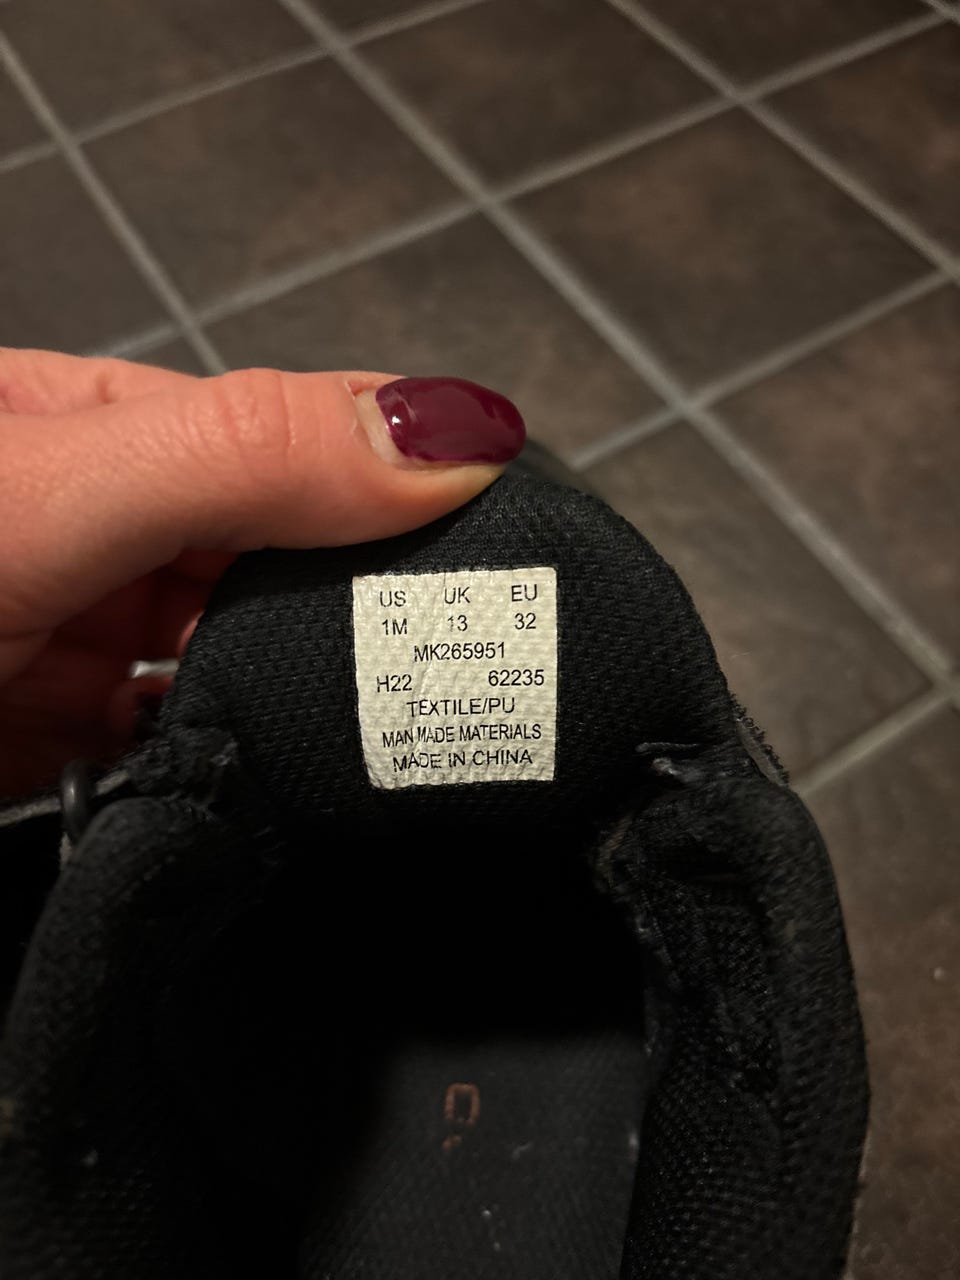 US UK EU
1M 13 32
MK265951
H22 62235
TEXTILE/PU
MAN MADE MATERIALS
MADE IN CHINA